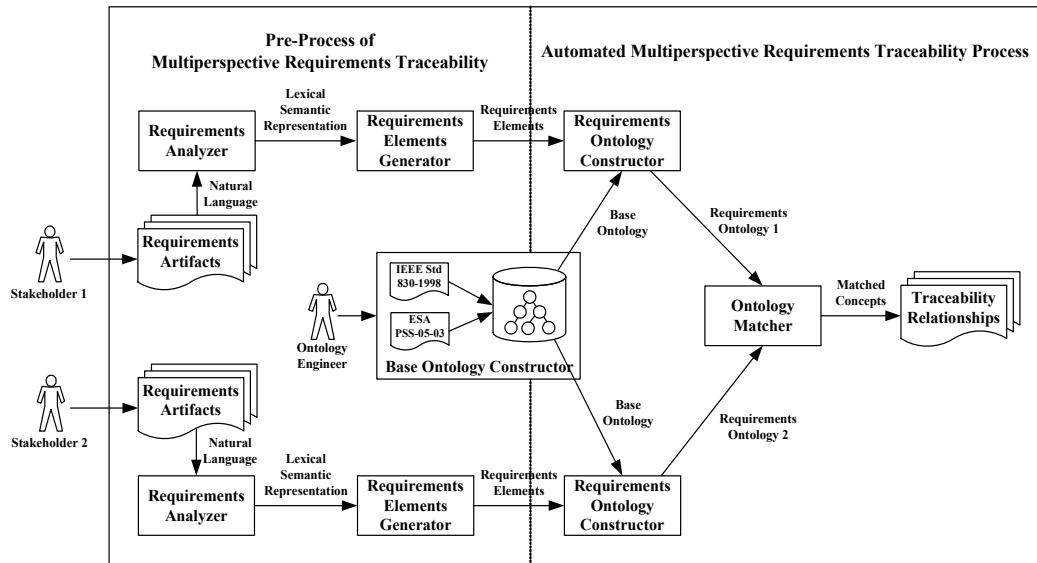 Pre-Process of
Multiperspective Requirements Traceability
Automated Multiperspective Requirements Traceability Process
Requirements
Analyzer
Lexical
Semantic
Representation
Requirements
Elements
Generator
Requirements
Elements
Requirements
Ontology
Constructor
Natural
Language
Requirements
Artifacts
Stakeholder 1
Base
Ontology
Requirements
Ontology 1
IEEE Std
830-1998
ESA
PSS-05-03
Base Ontology Constructor
Ontology
Engineer
Ontology
Matcher
Matched
Concepts
Traceability
Relationships
Requirements
Artifacts
Stakeholder 2
Base
Ontology
Requirements
Ontology 2
Natural
Language
Requirements
Analyzer
Lexical
Semantic
Representation
Requirements
Elements
Generator
Requirements
Elements
Requirements
Ontology
Constructor